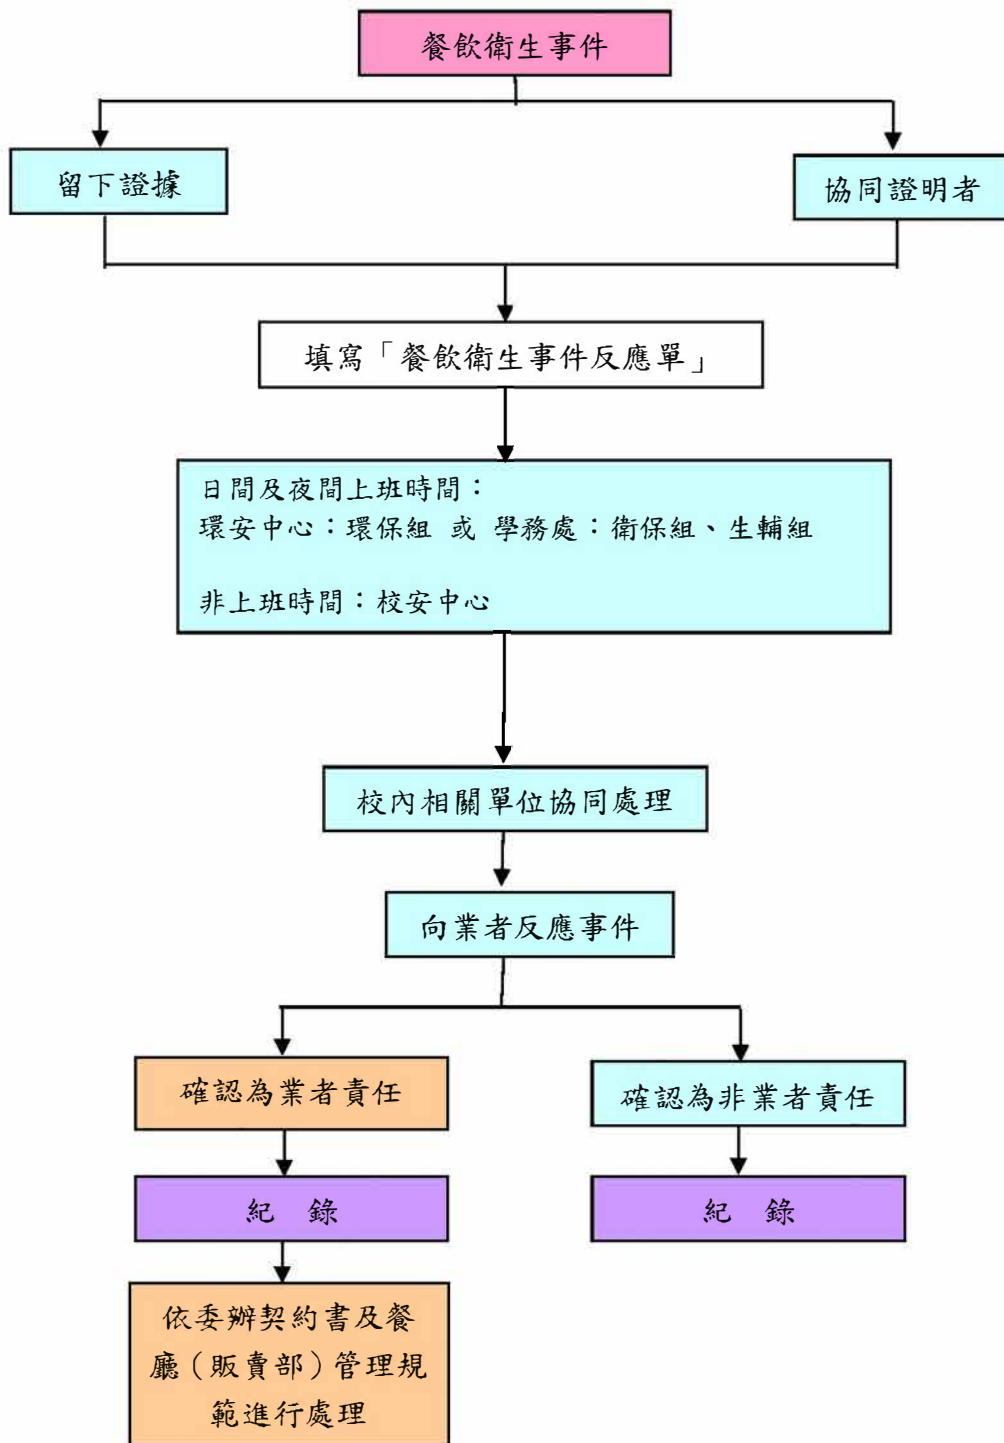 餐飲衛生事件
留下證據
協同證明者
填寫「餐飲衛生事件反應單」
日間及夜間上班時間：
環安中心：環保組 或 學務處：衛保組、生輔組
非上班時間：校安中心
校內相關單位協同處理
向業者反應事件
確認為業者責任
確認為非業者責任
紀 錄
紀 錄
依委辦契約書及餐
廳（販賣部）管理規
範進行處理